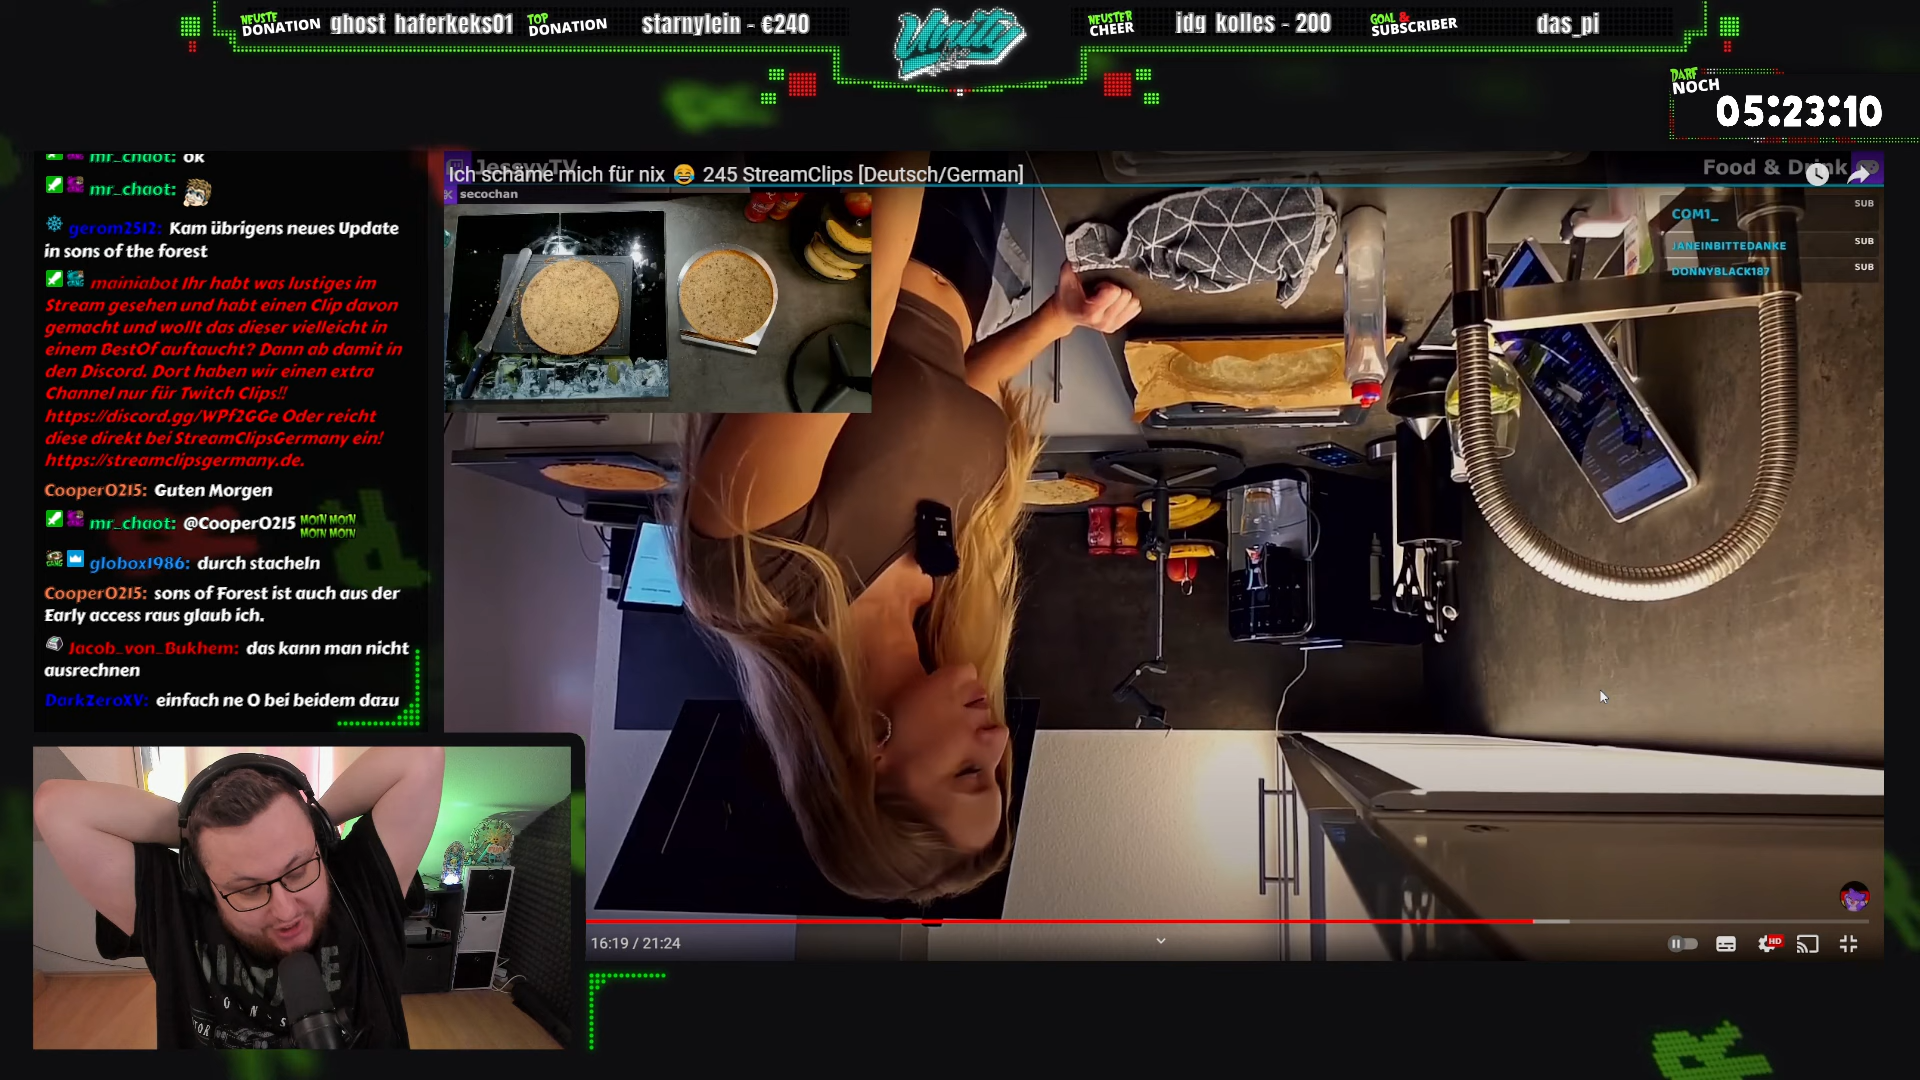 NEUSTE
DONATION
ghost_haferkeks01
TOP
DONATION
starnylein - €240
Vinito
NEUSTER
CHEER
jdg_kolles - 200
GOAL &
SUBSCRIBER
das_pi
DARF
NOCH
05:23:10
mr_chaot: ok
mr_chaot:
gerom2512: Kam übrigens neues Update
in sons of the forest
mainiabot Ihr habt was lustiges im
Stream gesehen und habt einen Clip davon
gemacht und wollt das dieser vielleicht in
einem BestOf auftaucht? Dann ab damit in
den Discord. Dort haben wir einen extra
Channel nur für Twitch Clips!!
https://discord.gg/WPf2GGe Oder reicht
diese direkt bei StreamClipsGermany ein!
https://streamclipsgermany.de.
Cooper0215: Guten Morgen
mr_chaot: @Cooper0215 MOIN MOIN
MOIN MOIN
globox1986: durch stacheln
Cooper0215: sons of Forest ist auch aus der
Early access raus glaub ich.
Jacob_von_Bukhem: das kann man nicht
ausrechnen
DarkZeroXV: einfach ne 0 bei beidem dazu
JessyyTV
Ich schäme mich für nix 😂 245 StreamClips [Deutsch/German]
secochan
Food & Drink
COM1_ SUB
JANEINBITTEDANKE SUB
DONNYBLACK187 SUB
16:19 / 21:24
HD